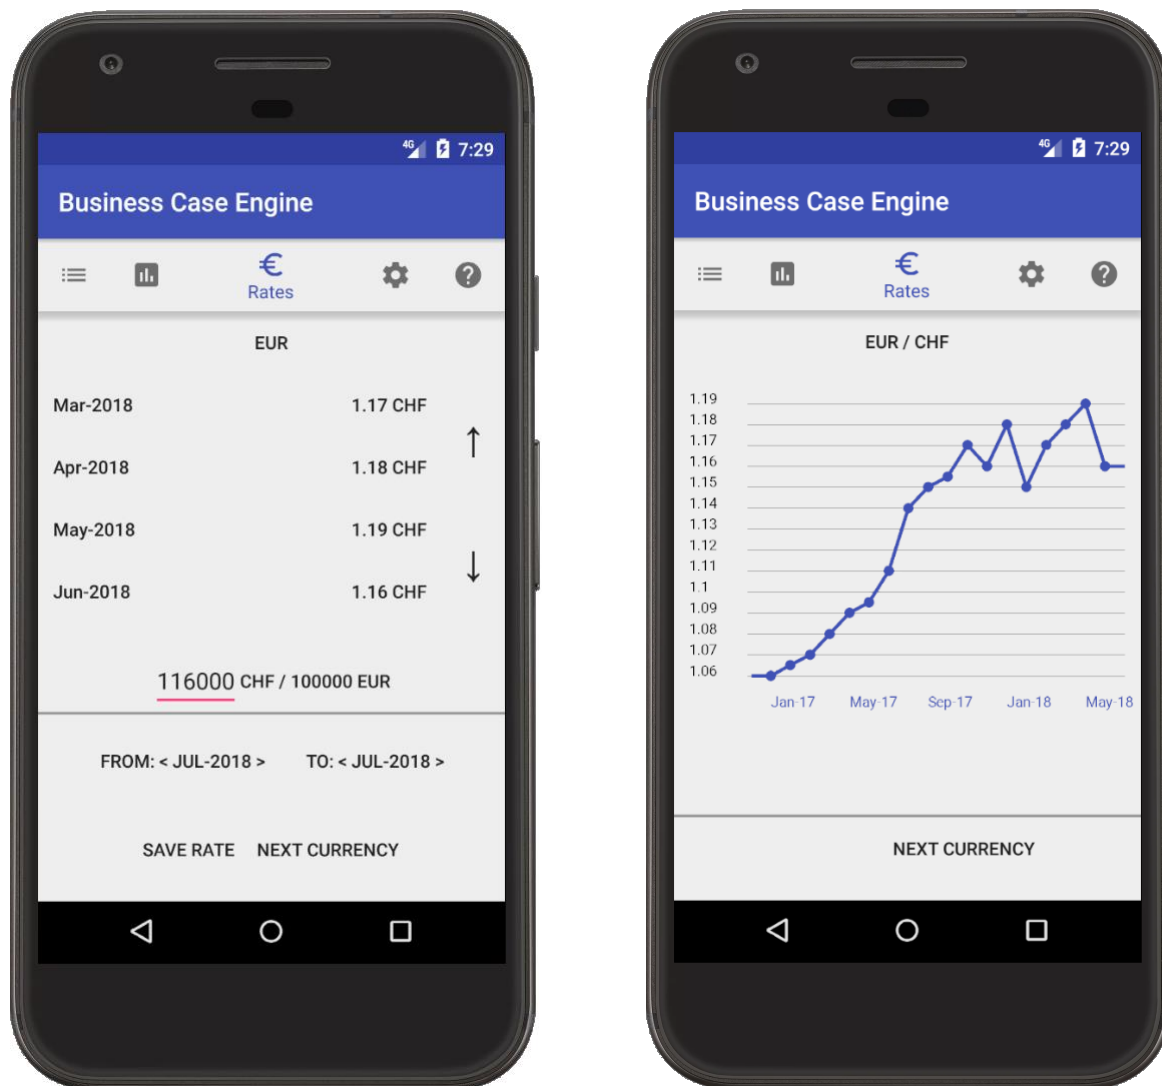 4G 7:29
Business Case Engine
€
Rates
EUR
Mar-2018 1.17 CHF
↑
Apr-2018 1.18 CHF
May-2018 1.19 CHF
↓
Jun-2018 1.16 CHF
116000 CHF / 100000 EUR
FROM: < JUL-2018 > TO: < JUL-2018 >
SAVE RATE NEXT CURRENCY
4G 7:29
Business Case Engine
€
Rates
EUR / CHF
1.19
1.18
1.17
1.16
1.15
1.14
1.13
1.12
1.11
1.1
1.09
1.08
1.07
1.06
Jan-17 May-17 Sep-17 Jan-18 May-18
NEXT CURRENCY